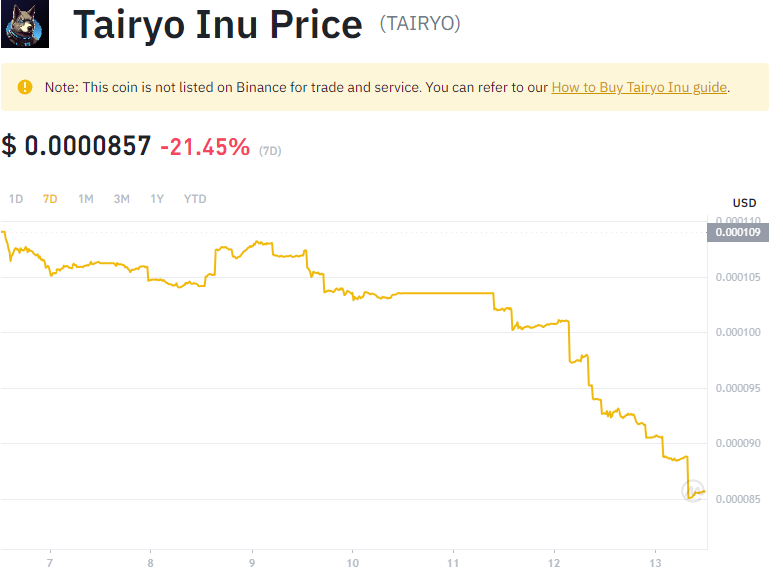 Tairyo Inu Price (TAIRYO)
Note: This coin is not listed on Binance for trade and service. You can refer to our How to Buy Tairyo Inu guide.
$ 0.0000857 -21.45% (7D)
1D 7D 1M 3M 1Y YTD
USD
0.000110
0.000109
0.000105
0.000100
0.000095
0.000090
0.000085
7 8 9 10 11 12 13